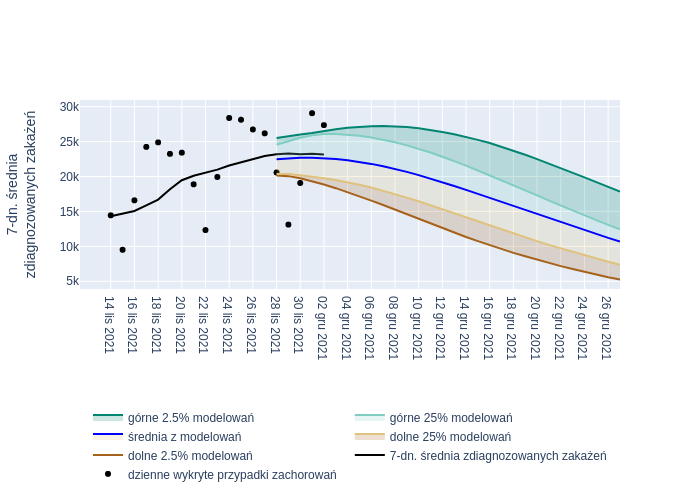 7-dn. średnia
zdiagnozowanych zakażeń
30k
25k
20k
15k
10k
5k
14 lis 2021
16 lis 2021
18 lis 2021
20 lis 2021
22 lis 2021
24 lis 2021
26 lis 2021
28 lis 2021
30 lis 2021
02 gru 2021
04 gru 2021
06 gru 2021
08 gru 2021
10 gru 2021
12 gru 2021
14 gru 2021
16 gru 2021
18 gru 2021
20 gru 2021
22 gru 2021
24 gru 2021
26 gru 2021
górne 2.5% modelowań
górne 25% modelowań
średnia z modelowań
dolne 25% modelowań
dolne 2.5% modelowań
7-dn. średnia zdiagnozowanych zakażeń
dzienne wykryte przypadki zachorowań